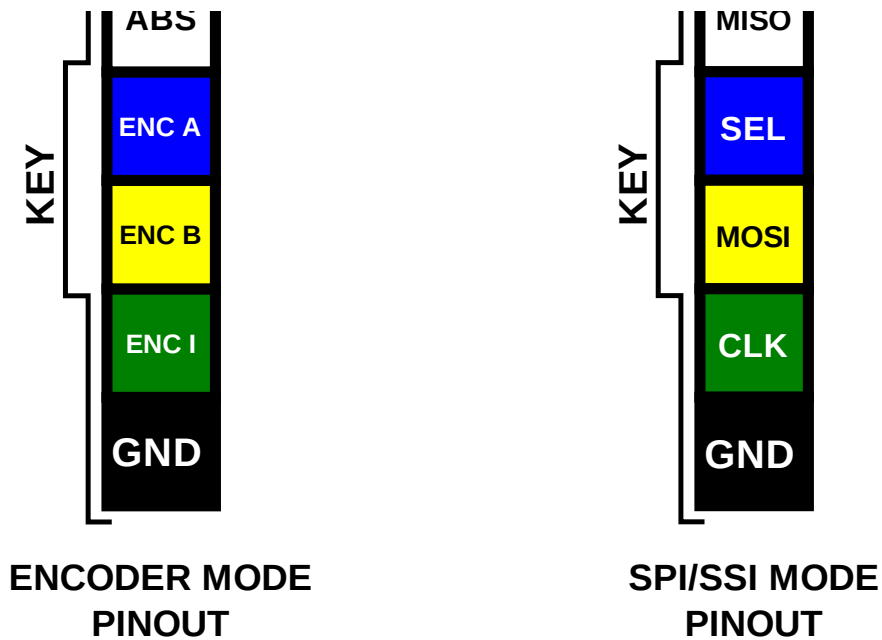 ABS
KEY
ENC A
ENC B
ENC I
GND
ENCODER MODE
PINOUT
MISO
KEY
SEL
MOSI
CLK
GND
SPI/SSI MODE
PINOUT